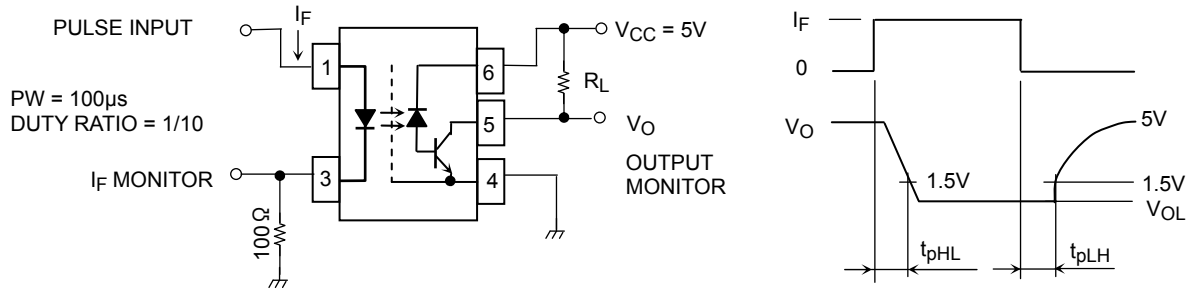 PULSE INPUT
IF
1
6
VCC = 5V
RL
PW = 100μs
DUTY RATIO = 1/10
5
VO
IF MONITOR
3
4
OUTPUT
MONITOR
100Ω
IF
0
VO
5V
1.5V
1.5V
VOL
tpHL
tpLH